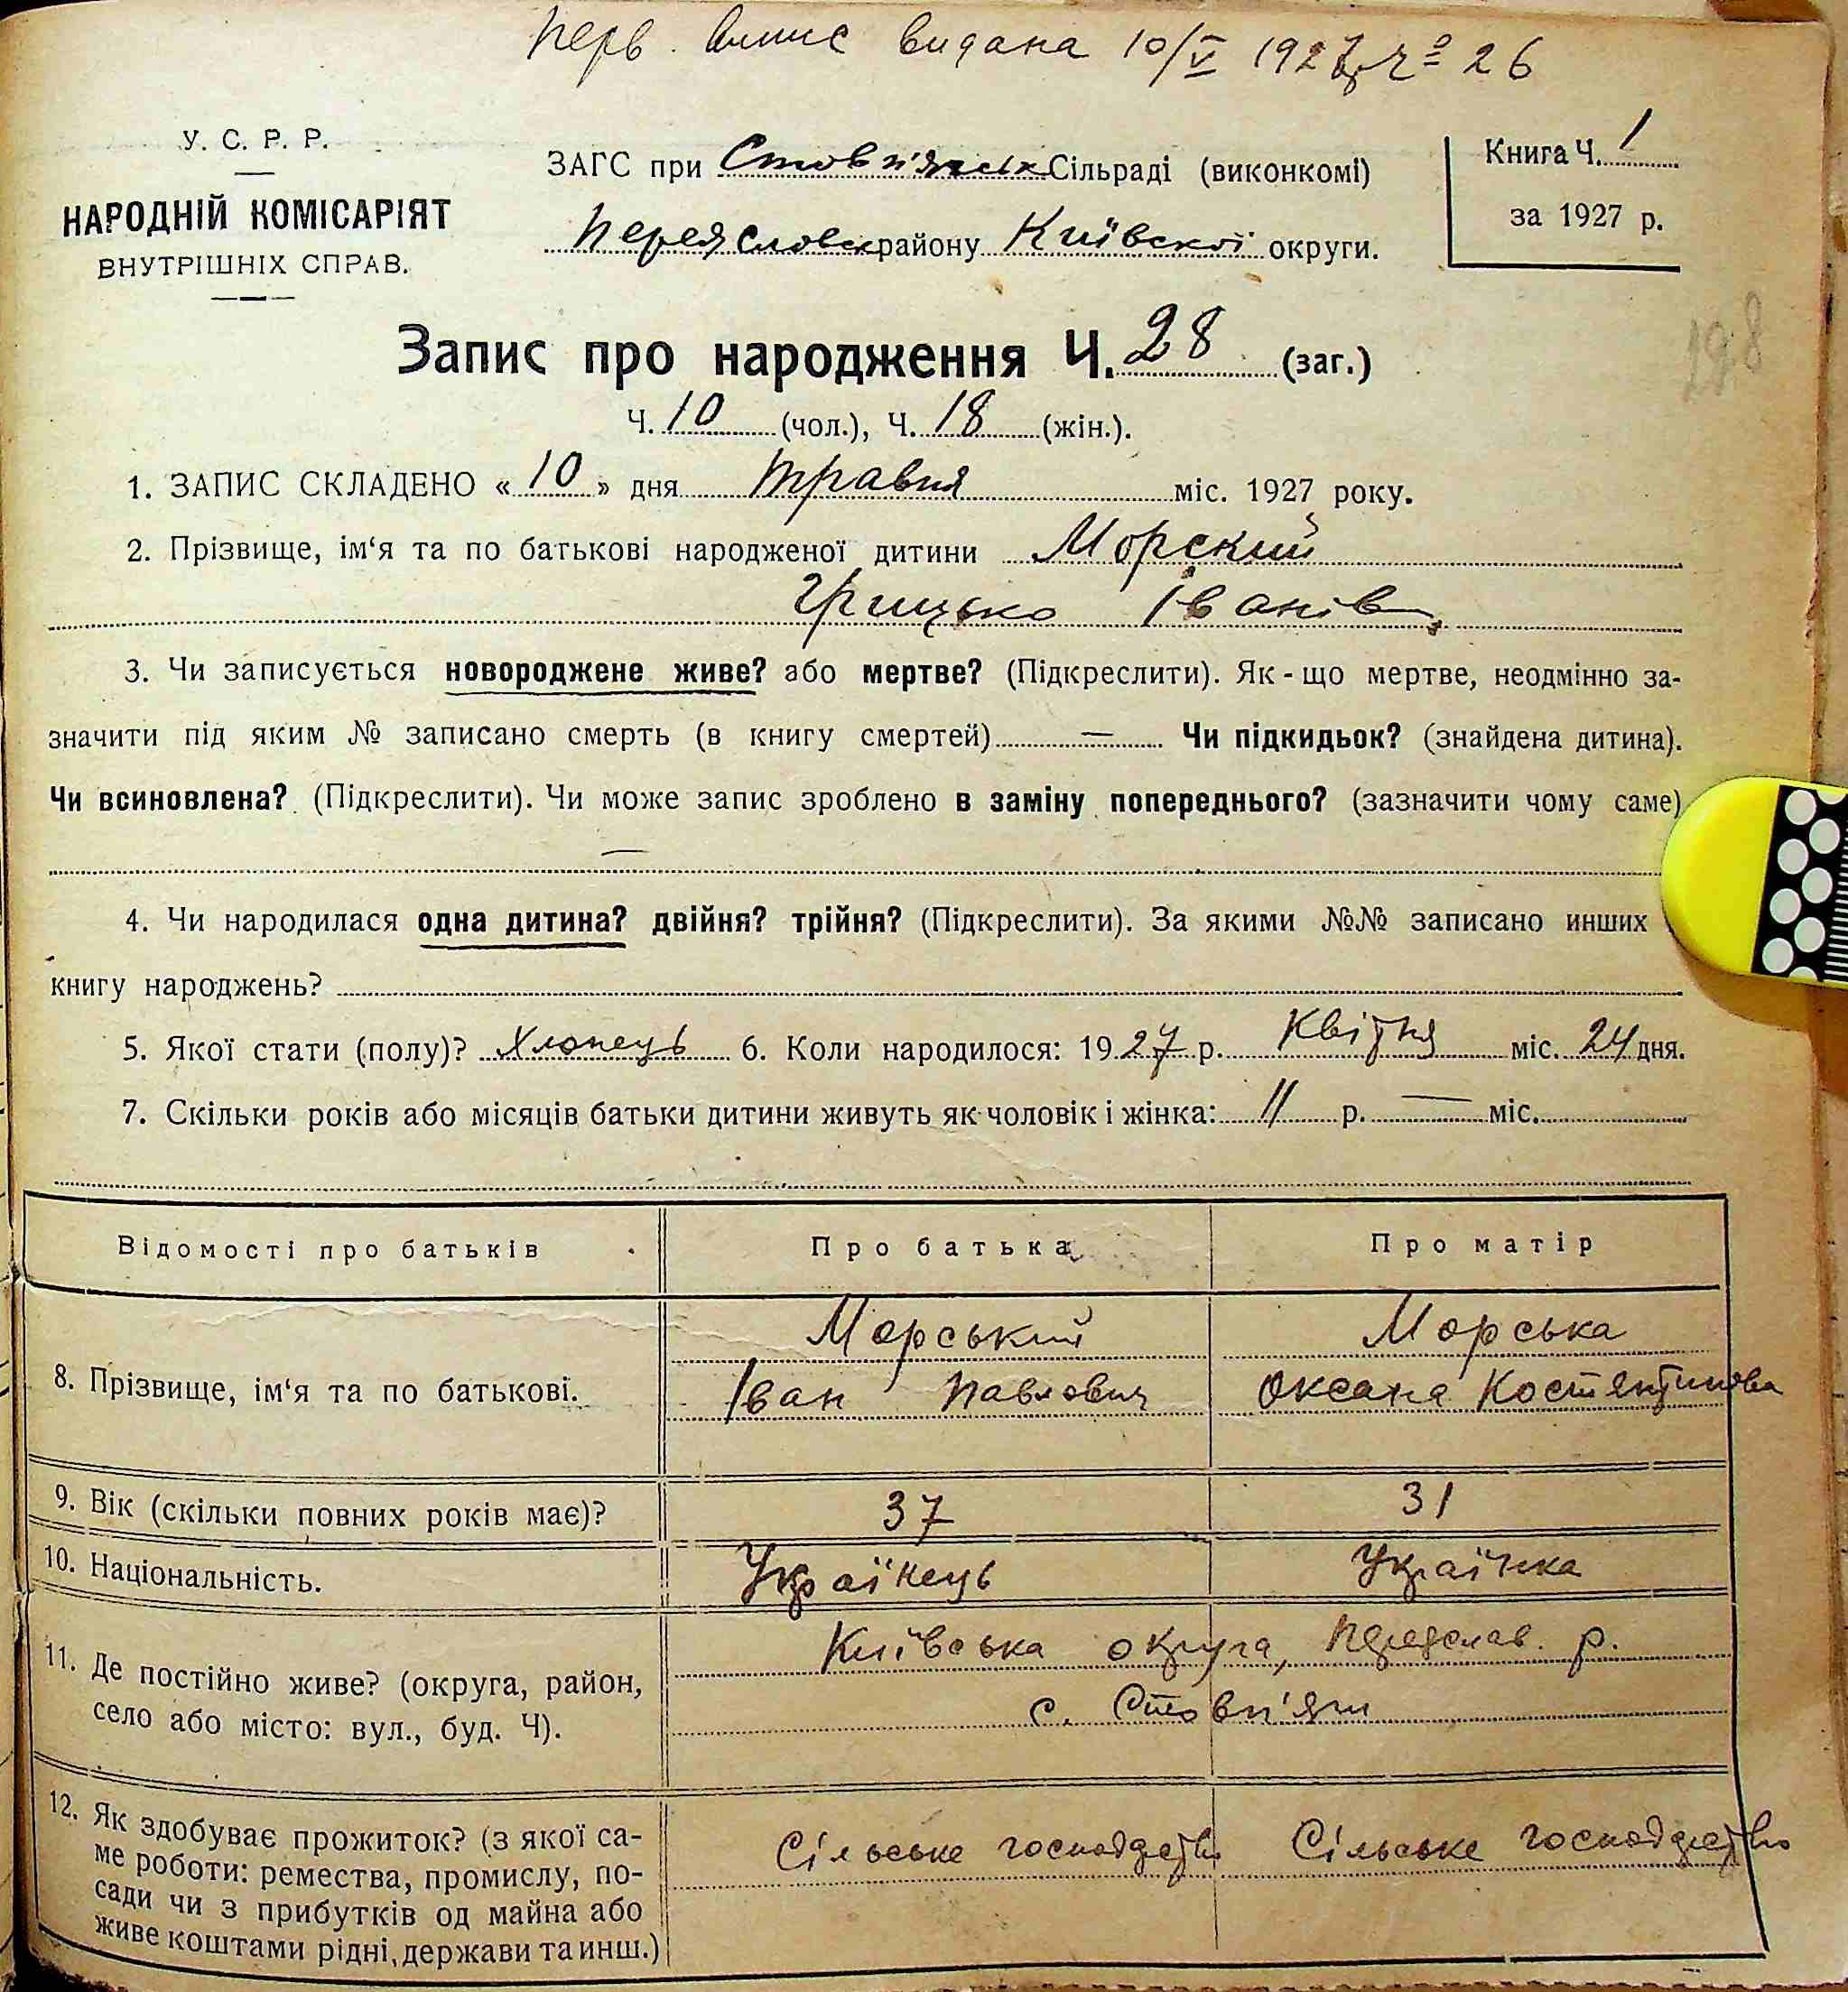 перв. випис видана 10/V 1927 р. Ч 26
У. С. Р. Р.
НАРОДНІЙ КОМІСАРІЯТ
ВНУТРІШНІХ СПРАВ.
ЗАГС при Стовп'яськ Сільраді (виконкомі)
Переясловск району Київскої округи.
Книга Ч. 1
за 1927 р.
198
Запис про народження Ч. 28 (заг.)
Ч. 10 (чол.), Ч. 18 (жін.).
1. ЗАПИС СКЛАДЕНО «10» дня травня міс. 1927 року.
2. Прізвище, ім‘я та по батькові народженої дитини Морский
Грицько Іванів
3. Чи записується новороджене живе? або мертве? (Підкреслити). Як-що мертве, неодмінно за-
значити під яким № записано смерть (в книгу смертей) — Чи підкидьок? (знайдена дитина).
Чи всиновлена? (Підкреслити). Чи може запис зроблено в заміну попереднього? (зазначити чому саме)
—
4. Чи народилася одна дитина? двійня? трійня? (Підкреслити). За якими №№ записано инших
книгу народжень?
5. Якої стати (полу)? Хлопець 6. Коли народилося: 1927 р. Квітня міс. 24 дня.
7. Скільки років або місяців батьки дитини живуть як чоловік і жінка: 11 р. — міс.
Відомості про батьків Про батька Про матір
8. Прізвище, ім‘я та по батькові. Морський Морська
Іван Павлович Оксана Костянтинова
9. Вік (скільки повних років має)? 37 31
10. Національність. Українець Українка
11. Де постійно живе? (округа, район, Київська округа, Переяслав. р.
село або місто: вул., буд. Ч). с. Стовп'яги
12. Як здобуває прожиток? (з якої са- Сільське господарство Сільське господарство
ме роботи: ремества, промислу, по-
сади чи з прибутків од майна або
живе коштами рідні, держави та инш.)